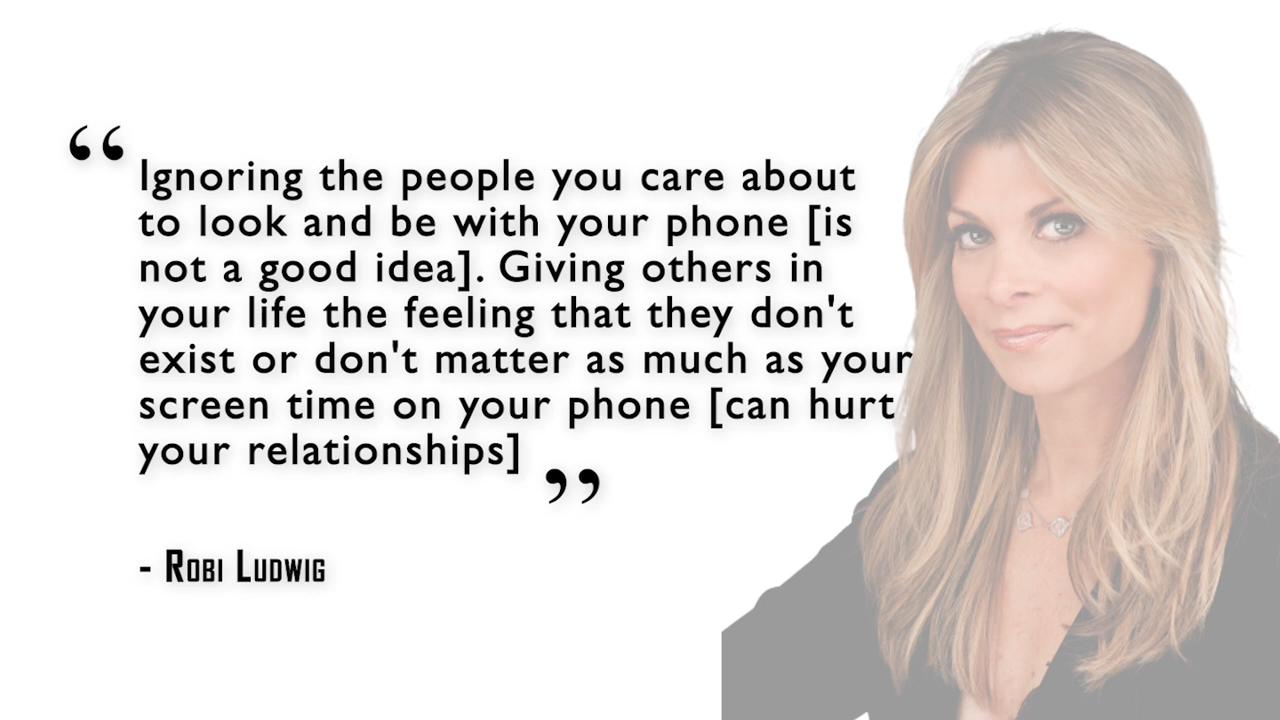 “ Ignoring the people you care about
to look and be with your phone [is
not a good idea]. Giving others in
your life the feeling that they don't
exist or don't matter as much as your
screen time on your phone [can hurt
your relationships] ”
- Robi Ludwig